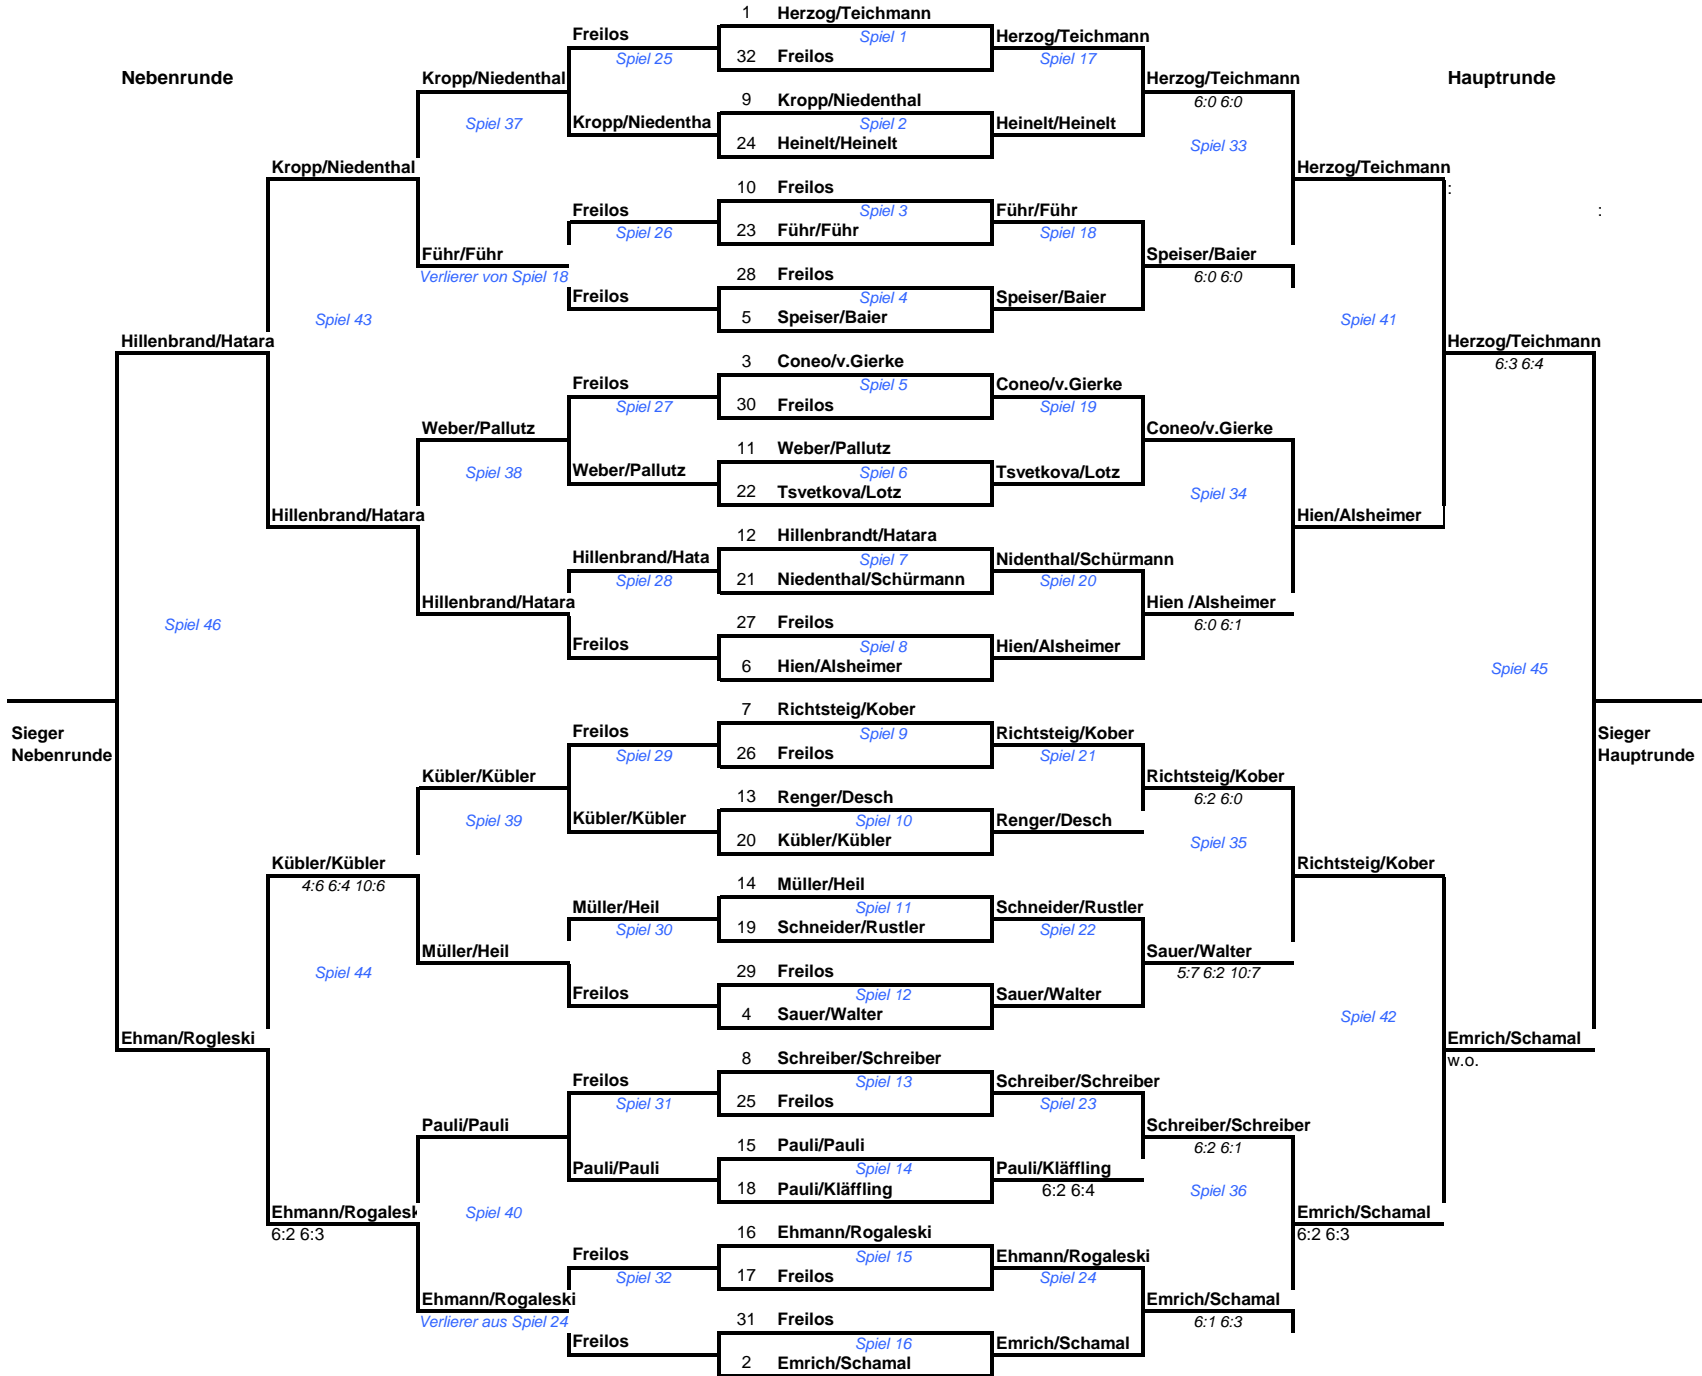 1 Herzog/Teichmann
Freilos Spiel 1 Herzog/Teichmann
Spiel 25 32 Freilos Spiel 17
Nebenrunde Kropp/Niedenthal Herzog/Teichmann Hauptrunde
9 Kropp/Niedenthal 6:0 6:0
Spiel 37 Kropp/Niedentha Spiel 2 Heinelt/Heinelt
24 Heinelt/Heinelt Spiel 33
Kropp/Niedenthal Herzog/Teichmann
10 Freilos :
Freilos Spiel 3 Führ/Führ :
Spiel 26 23 Führ/Führ Spiel 18
Führ/Führ Speiser/Baier
Verlierer von Spiel 18 28 Freilos 6:0 6:0
Freilos Spiel 4 Speiser/Baier
Spiel 43 5 Speiser/Baier Spiel 41
Hillenbrand/Hatara Herzog/Teichmann
3 Coneo/v.Gierke 6:3 6:4
Freilos Spiel 5 Coneo/v.Gierke
Spiel 27 30 Freilos Spiel 19
Weber/Pallutz Coneo/v.Gierke
11 Weber/Pallutz
Spiel 38 Weber/Pallutz Spiel 6 Tsvetkova/Lotz
22 Tsvetkova/Lotz Spiel 34
Hillenbrand/Hatara Hien/Alsheimer
12 Hillenbrandt/Hatara
Hillenbrand/Hata Spiel 7 Nidenthal/Schürmann
Spiel 28 21 Niedenthal/Schürmann Spiel 20
Hillenbrand/Hatara Hien /Alsheimer
Spiel 46 27 Freilos 6:0 6:1
Freilos Spiel 8 Hien/Alsheimer
6 Hien/Alsheimer Spiel 45
7 Richtsteig/Kober
Sieger Freilos Spiel 9 Richtsteig/Kober Sieger
Nebenrunde Spiel 29 26 Freilos Spiel 21 Hauptrunde
Kübler/Kübler Richtsteig/Kober
13 Renger/Desch 6:2 6:0
Spiel 39 Kübler/Kübler Spiel 10 Renger/Desch
20 Kübler/Kübler Spiel 35
Kübler/Kübler Richtsteig/Kober
4:6 6:4 10:6 14 Müller/Heil
Müller/Heil Spiel 11 Schneider/Rustler
Spiel 30 19 Schneider/Rustler Spiel 22
Müller/Heil Sauer/Walter
Spiel 44 29 Freilos 5:7 6:2 10:7
Freilos Spiel 12 Sauer/Walter
4 Sauer/Walter Spiel 42
Ehman/Rogleski Emrich/Schamal
8 Schreiber/Schreiber w.o.
Freilos Spiel 13 Schreiber/Schreiber
Spiel 31 25 Freilos Spiel 23
Pauli/Pauli Schreiber/Schreiber
15 Pauli/Pauli 6:2 6:1
Pauli/Pauli Spiel 14 Pauli/Kläffling
18 Pauli/Kläffling 6:2 6:4 Spiel 36
Ehmann/Rogalesk Spiel 40 Emrich/Schamal
6:2 6:3 16 Ehmann/Rogaleski 6:2 6:3
Freilos Spiel 15 Ehmann/Rogaleski
Spiel 32 17 Freilos Spiel 24
Ehmann/Rogaleski Emrich/Schamal
Verlierer aus Spiel 24 31 Freilos 6:1 6:3
Freilos Spiel 16 Emrich/Schamal
2 Emrich/Schamal